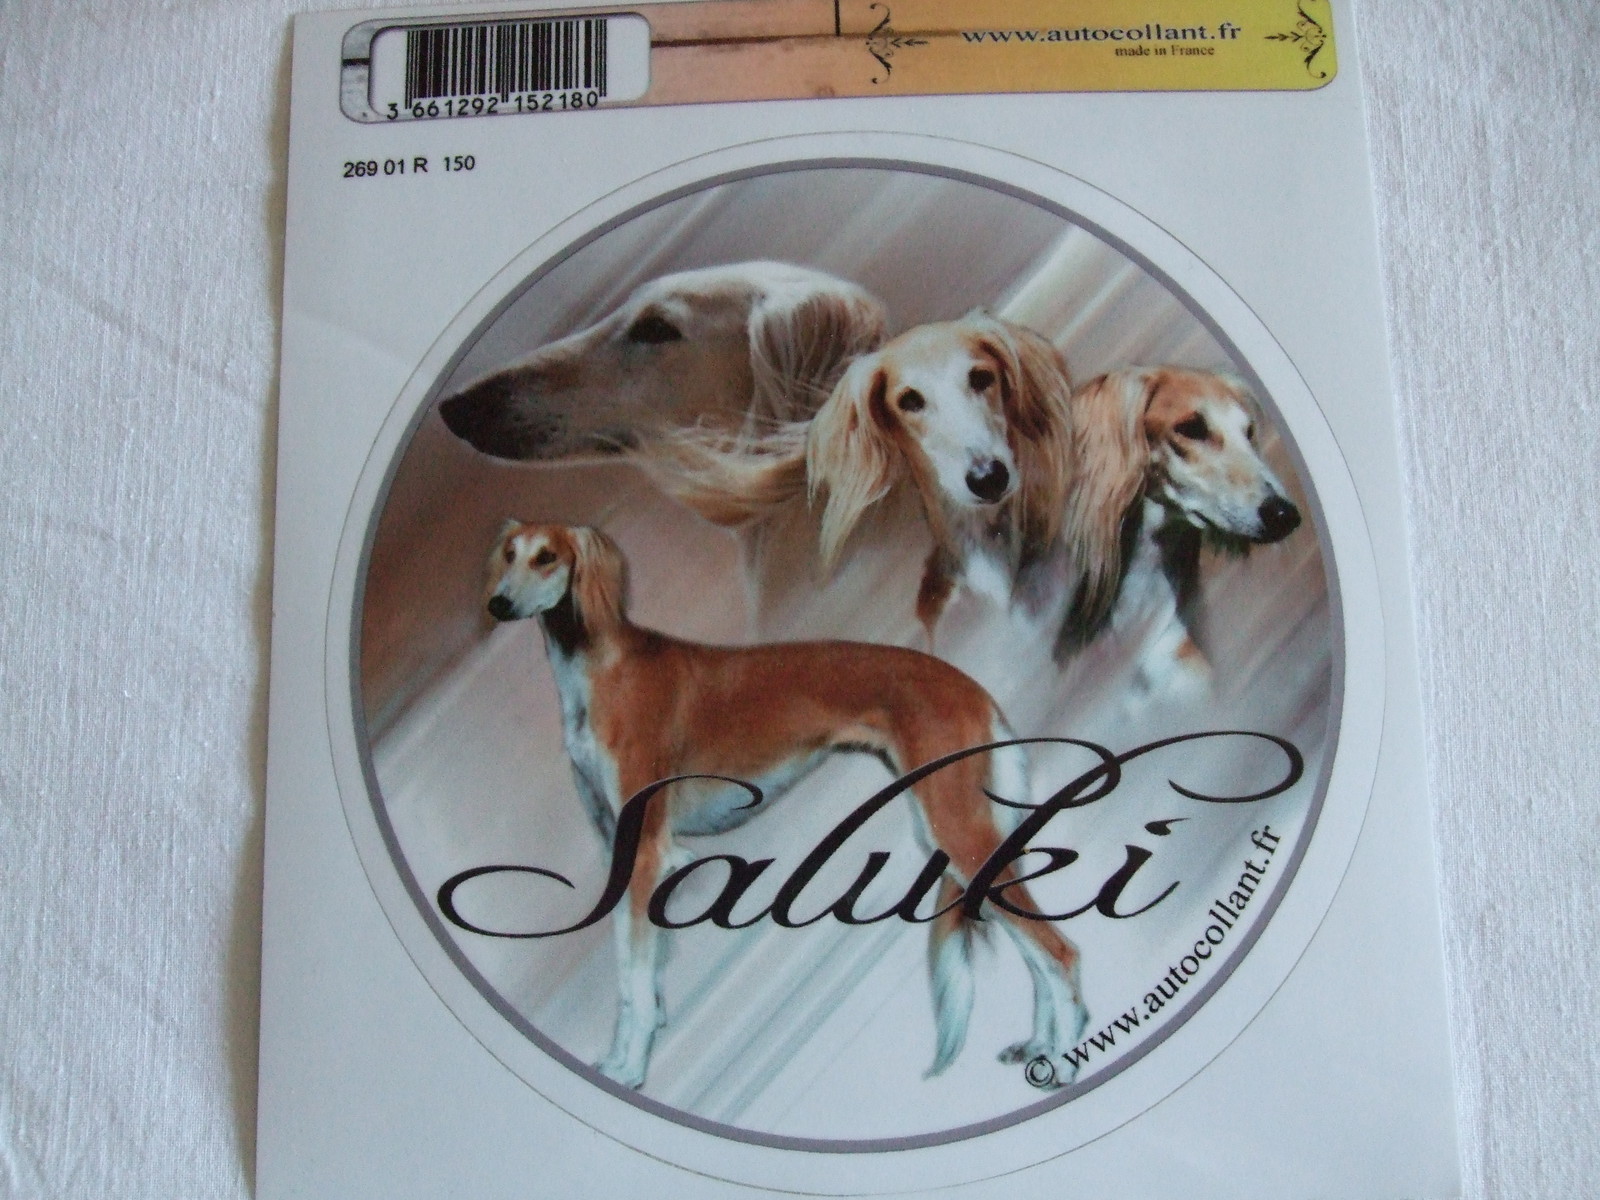 www.autocollant.fr
made in France
3 661292 152180
269 01 R 150
Saluki
© www.autocollant.fr